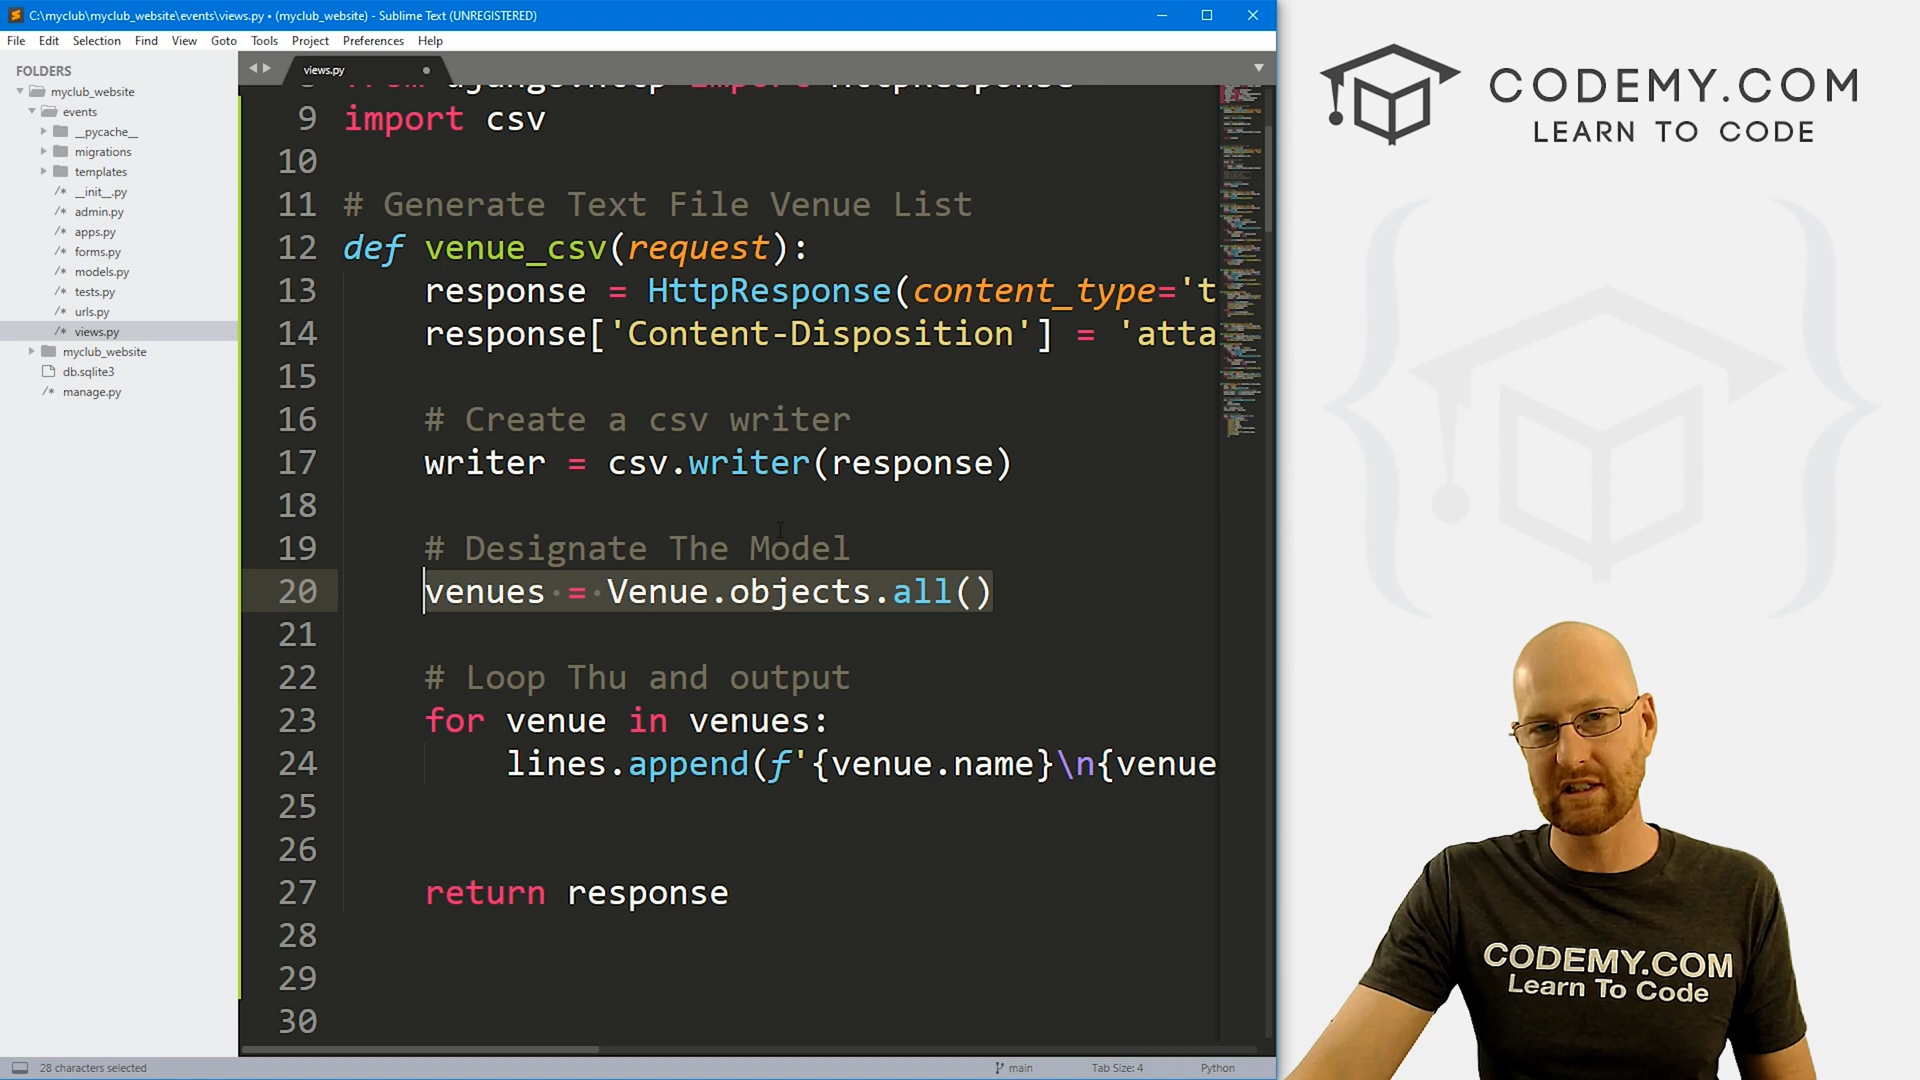 C:\myclub\myclub_website\events\views.py • (myclub_website) - Sublime Text (UNREGISTERED)
File Edit Selection Find View Goto Tools Project Preferences Help
FOLDERS
myclub_website
events
__pycache__
migrations
templates
__init__.py
admin.py
apps.py
forms.py
models.py
tests.py
urls.py
views.py
myclub_website
db.sqlite3
manage.py
views.py
8 from django.http import HttpResponse
9 import csv
10
11 # Generate Text File Venue List
12 def venue_csv(request):
13 response = HttpResponse(content_type='t
14 response['Content-Disposition'] = 'atta
15
16 # Create a csv writer
17 writer = csv.writer(response)
18
19 # Designate The Model
20 venues = Venue.objects.all()
21
22 # Loop Thu and output
23 for venue in venues:
24 lines.append(f'{venue.name}\n{venue
25
26
27 return response
28
29
30
28 characters selected
main
Tab Size: 4
Python
CODEMY.COM
LEARN TO CODE
CODEMY.COM
Learn To Code